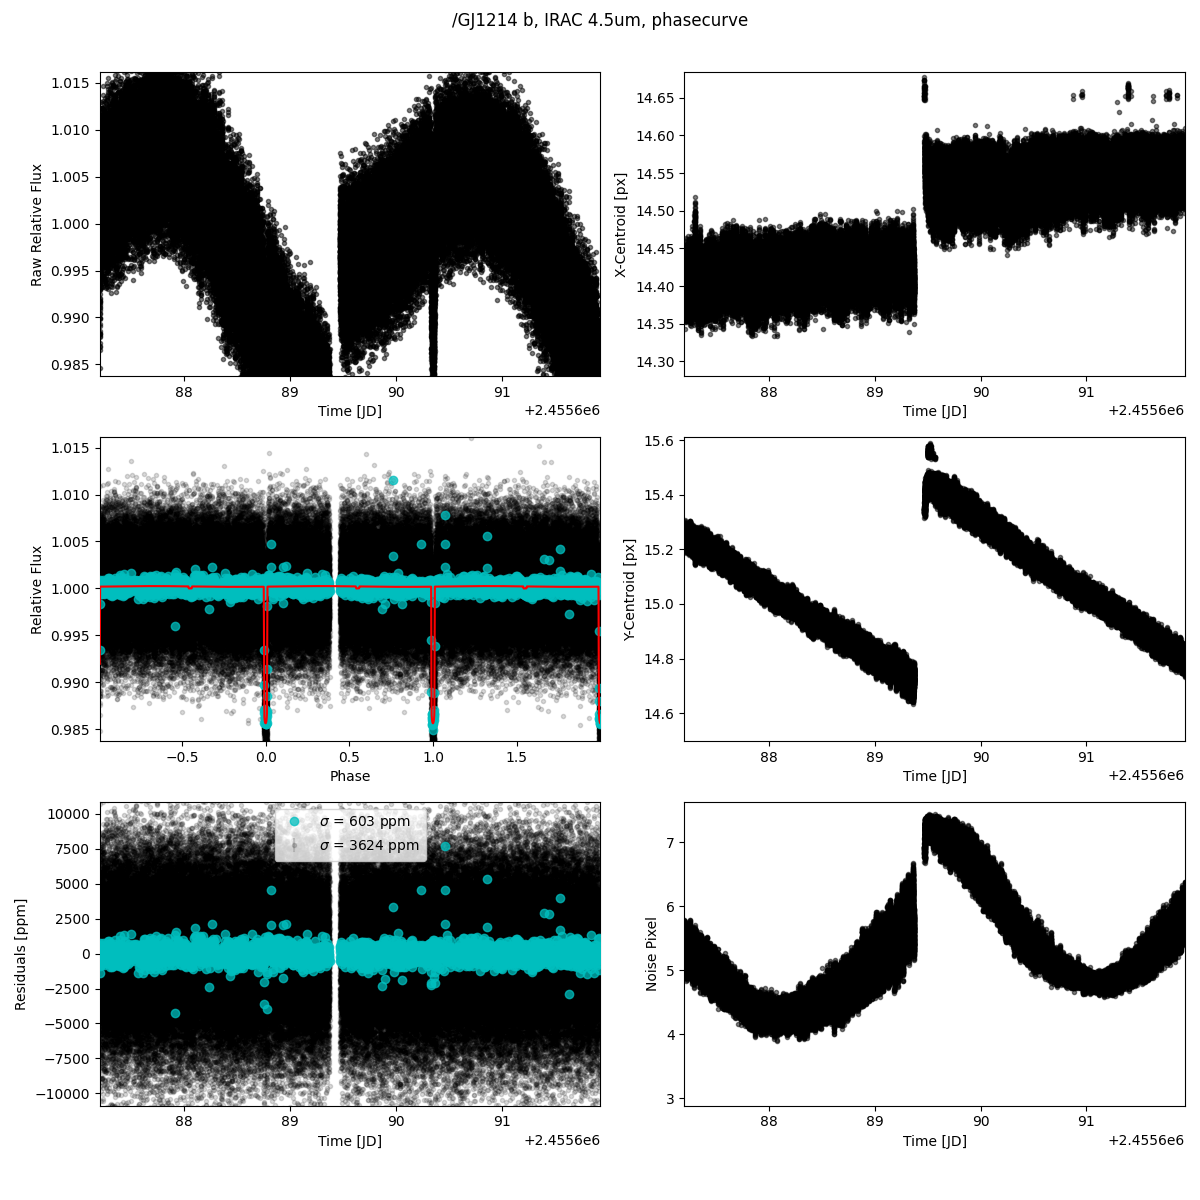 /GJ1214 b, IRAC 4.5um, phasecurve
Raw Relative Flux
1.015
1.010
1.005
1.000
0.995
0.990
0.985
88 89 90 91
Time [JD]
+2.4556e6
X-Centroid [px]
14.65
14.60
14.55
14.50
14.45
14.40
14.35
14.30
88 89 90 91
Time [JD]
+2.4556e6
Relative Flux
1.015
1.010
1.005
1.000
0.995
0.990
0.985
−0.5 0.0 0.5 1.0 1.5
Phase
Y-Centroid [px]
15.6
15.4
15.2
15.0
14.8
14.6
88 89 90 91
Time [JD]
+2.4556e6
Residuals [ppm]
10000
7500
5000
2500
0
−2500
−5000
−7500
−10000
σ = 603 ppm
σ = 3624 ppm
88 89 90 91
Time [JD]
+2.4556e6
Noise Pixel
7
6
5
4
3
88 89 90 91
Time [JD]
+2.4556e6